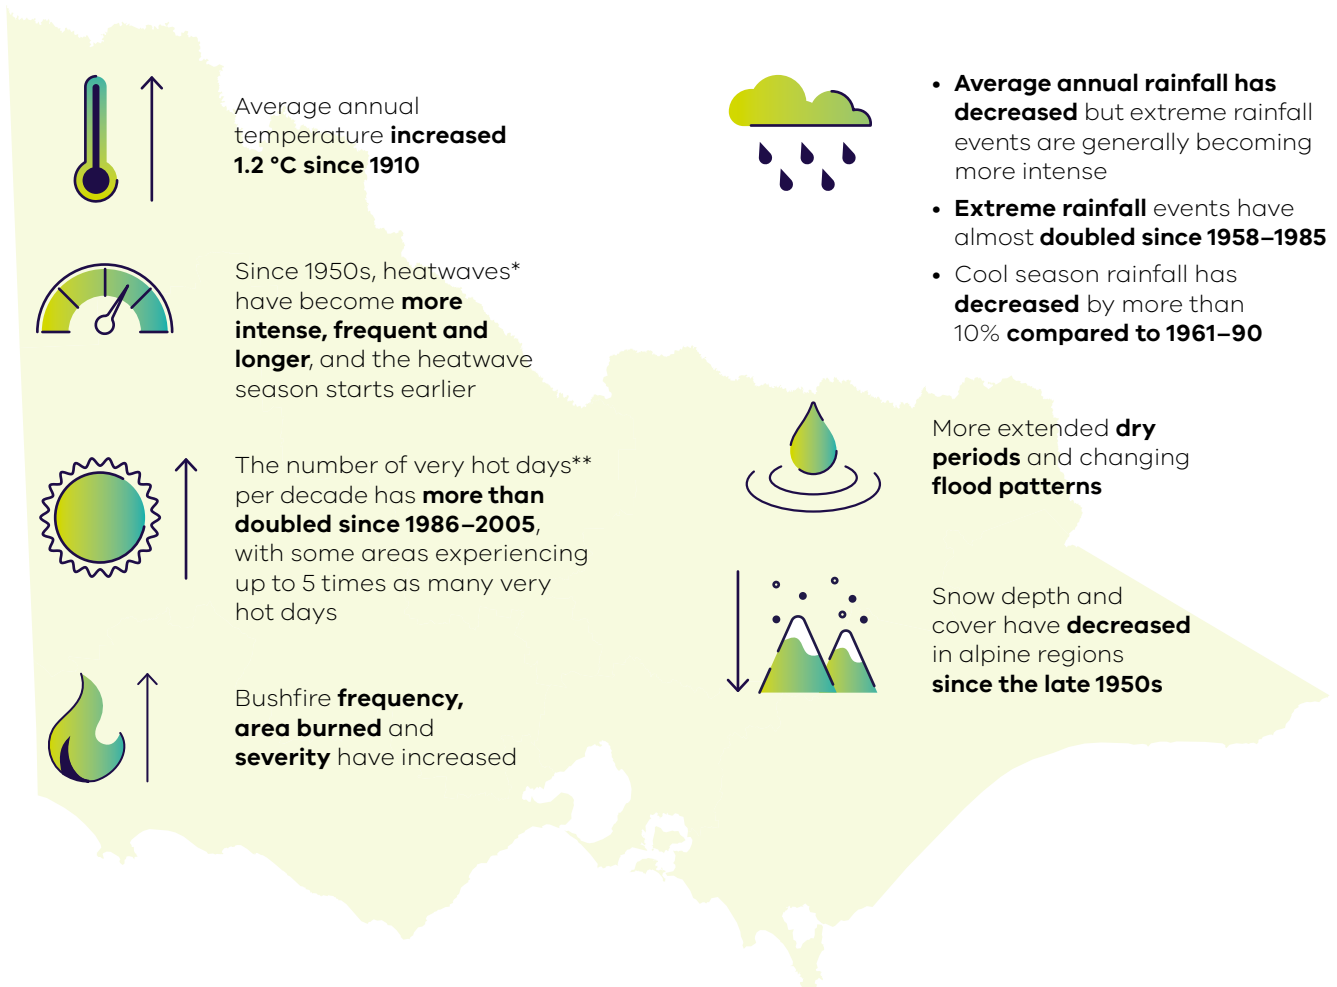 Average annual
temperature increased
1.2 °C since 1910
Since 1950s, heatwaves*
have become more
intense, frequent and
longer, and the heatwave
season starts earlier
The number of very hot days**
per decade has more than
doubled since 1986–2005,
with some areas experiencing
up to 5 times as many very
hot days
Bushfire frequency,
area burned and
severity have increased
• Average annual rainfall has
decreased but extreme rainfall
events are generally becoming
more intense
• Extreme rainfall events have
almost doubled since 1958–1985
• Cool season rainfall has
decreased by more than
10% compared to 1961–90
More extended dry
periods and changing
flood patterns
Snow depth and
cover have decreased
in alpine regions
since the late 1950s